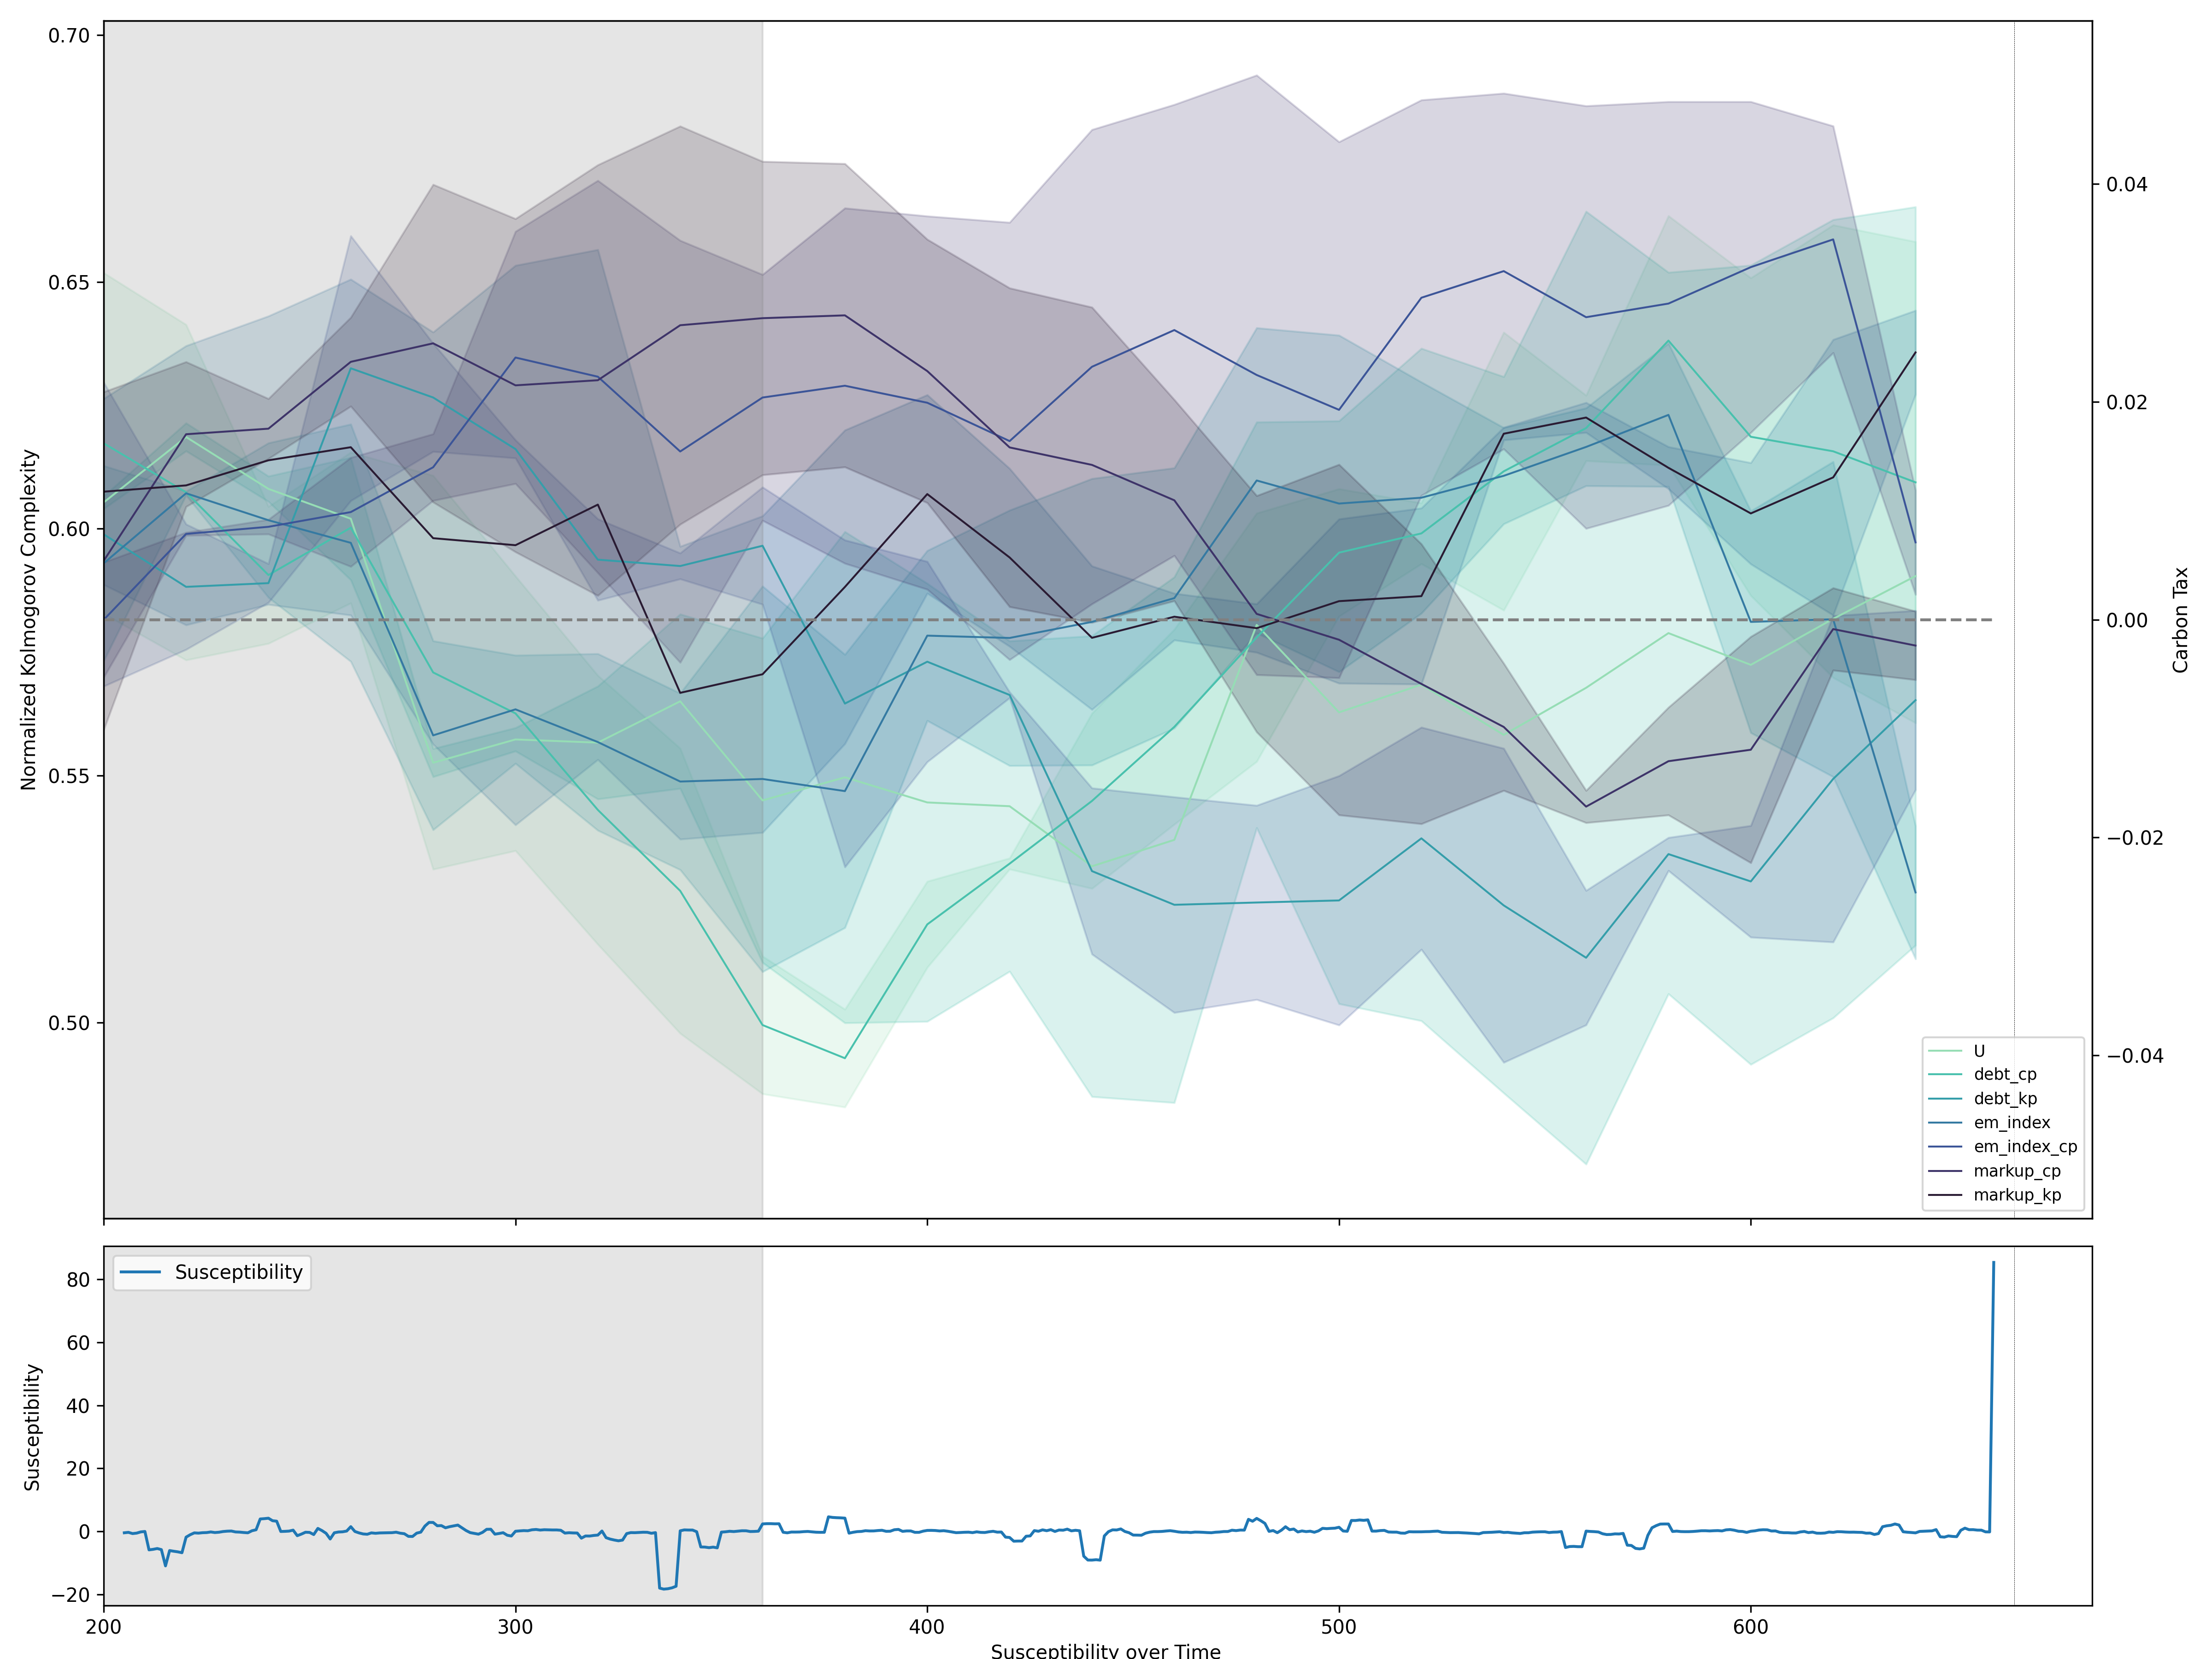 0.70
0.65
0.60
0.55
0.50
Normalized Kolmogorov Complexity
0.04
0.02
0.00
−0.02
−0.04
Carbon Tax
U
debt_cp
debt_kp
em_index
em_index_cp
markup_cp
markup_kp
Susceptibility
80
60
40
20
0
−20
Susceptibility
200
300
400
500
600
Susceptibility over Time